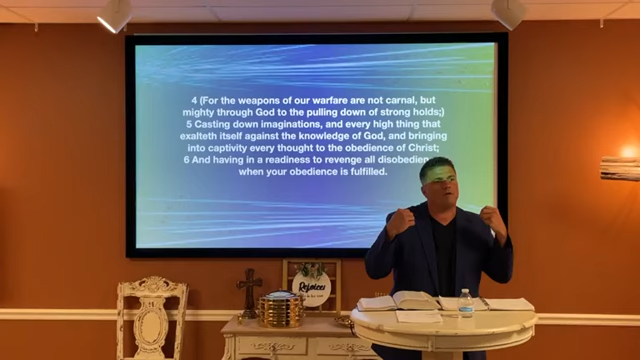 4 (For the weapons of our warfare are not carnal, but
mighty through God to the pulling down of strong holds;)
5 Casting down imaginations, and every high thing that
exalteth itself against the knowledge of God, and bringing
into captivity every thought to the obedience of Christ;
6 And having in a readiness to revenge all
when your obedience is fulfilled.
Rejoice